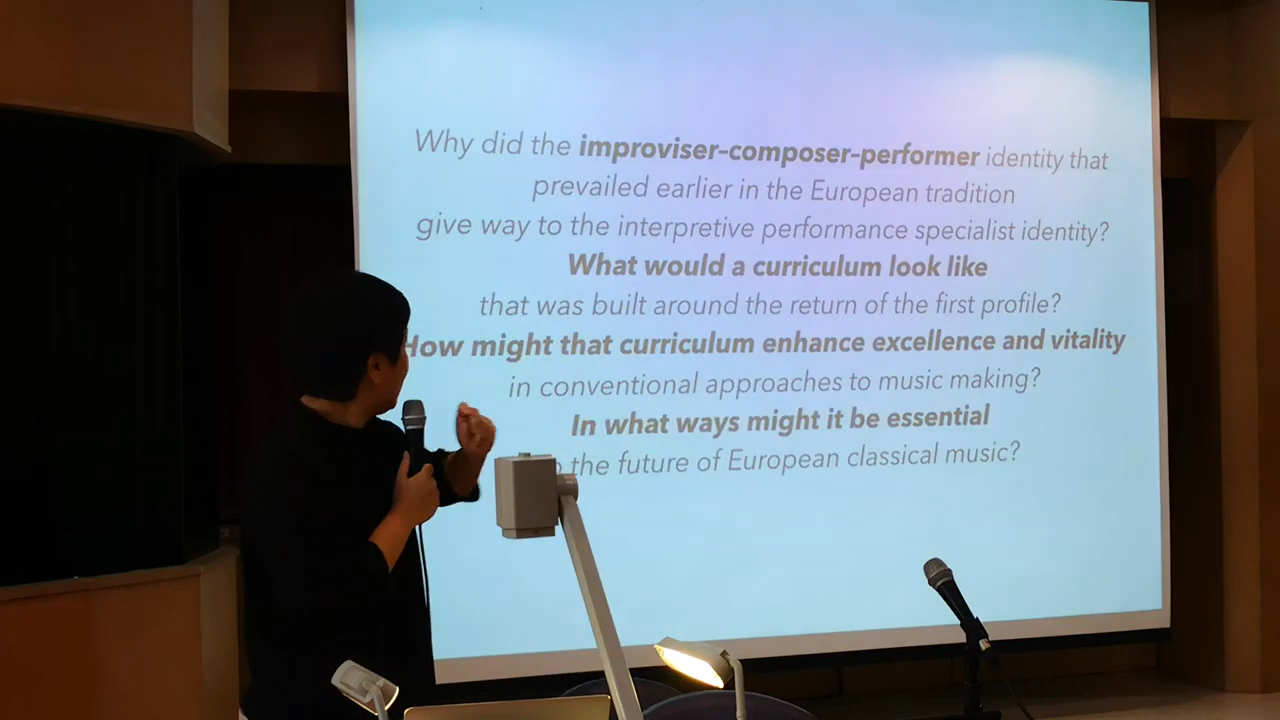 Why did the improviser-composer-performer identity that
prevailed earlier in the European tradition
give way to the interpretive performance specialist identity?
What would a curriculum look like
that was built around the return of the first profile?
How might that curriculum enhance excellence and vitality
in conventional approaches to music making?
In what ways might it be essential
the future of European classical music?